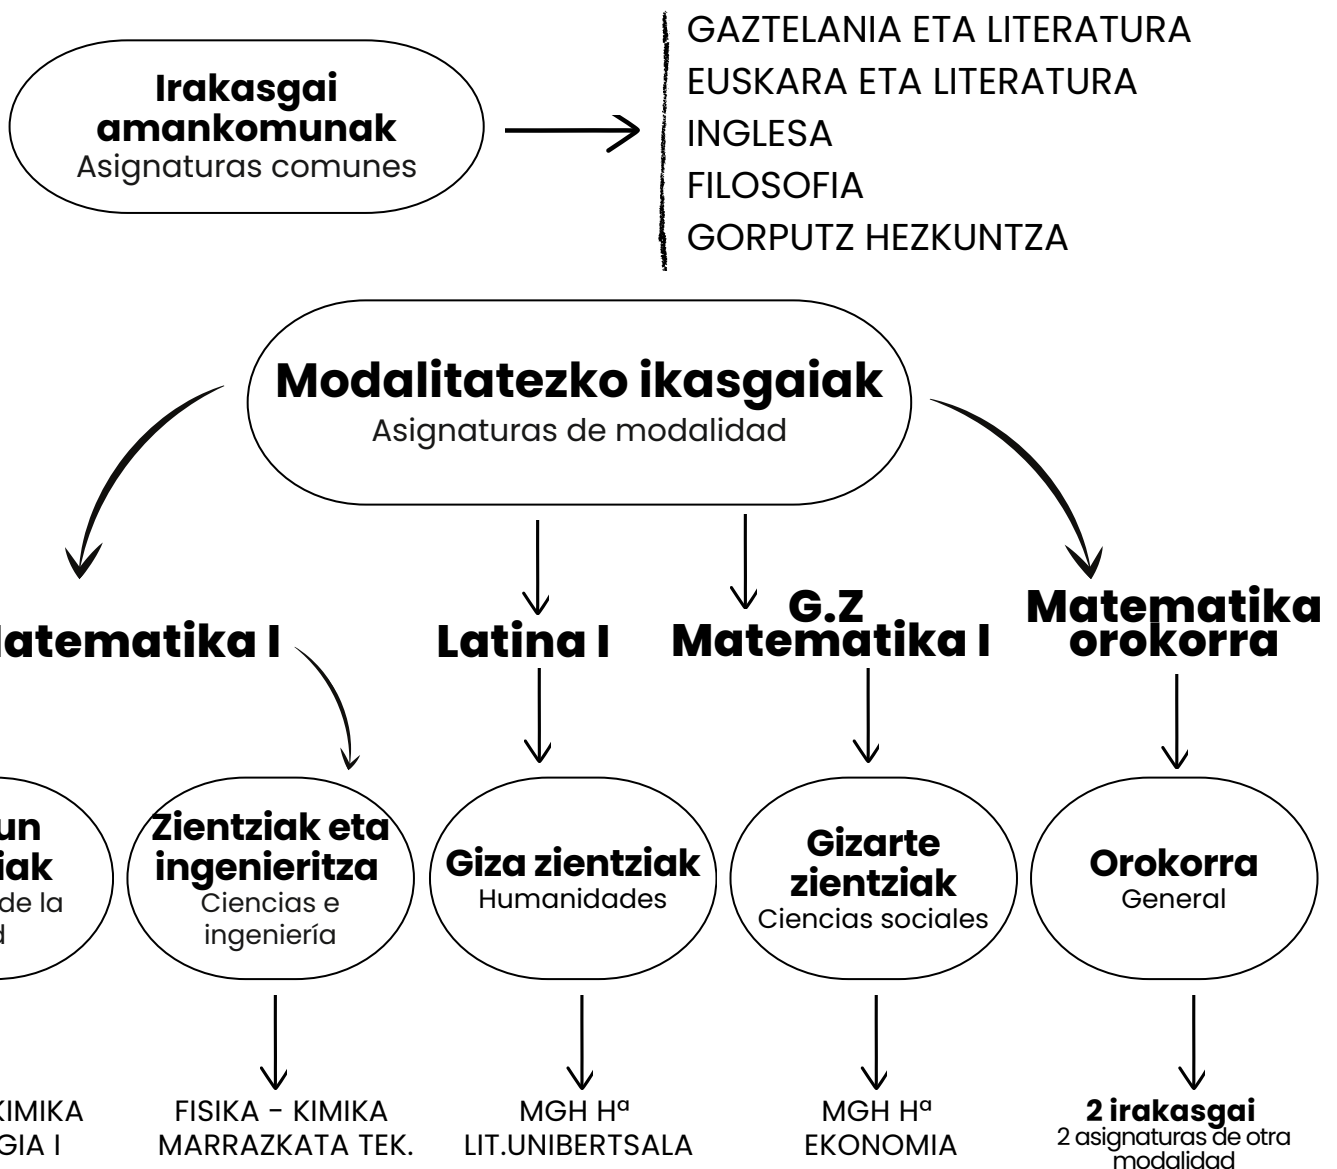 Irakasgai
amankomunak
Asignaturas comunes
GAZTELANIA ETA LITERATURA
EUSKARA ETA LITERATURA
INGLESA
FILOSOFIA
GORPUTZ HEZKUNTZA
Modalitatezko ikasgaiak
Asignaturas de modalidad
atematika I
Latina I
G.Z
Matematika I
Matematika
orokorra
un
iak
de la
d
Zientziak eta
ingenieritza
Ciencias e
ingeniería
Giza zientziak
Humanidades
Gizarte
zientziak
Ciencias sociales
Orokorra
General
KIMIKA
GIA I
FISIKA - KIMIKA
MARRAZKATA TEK.
MGH Hª
LIT.UNIBERTSALA
MGH Hª
EKONOMIA
2 irakasgai
2 asignaturas de otra
modalidad